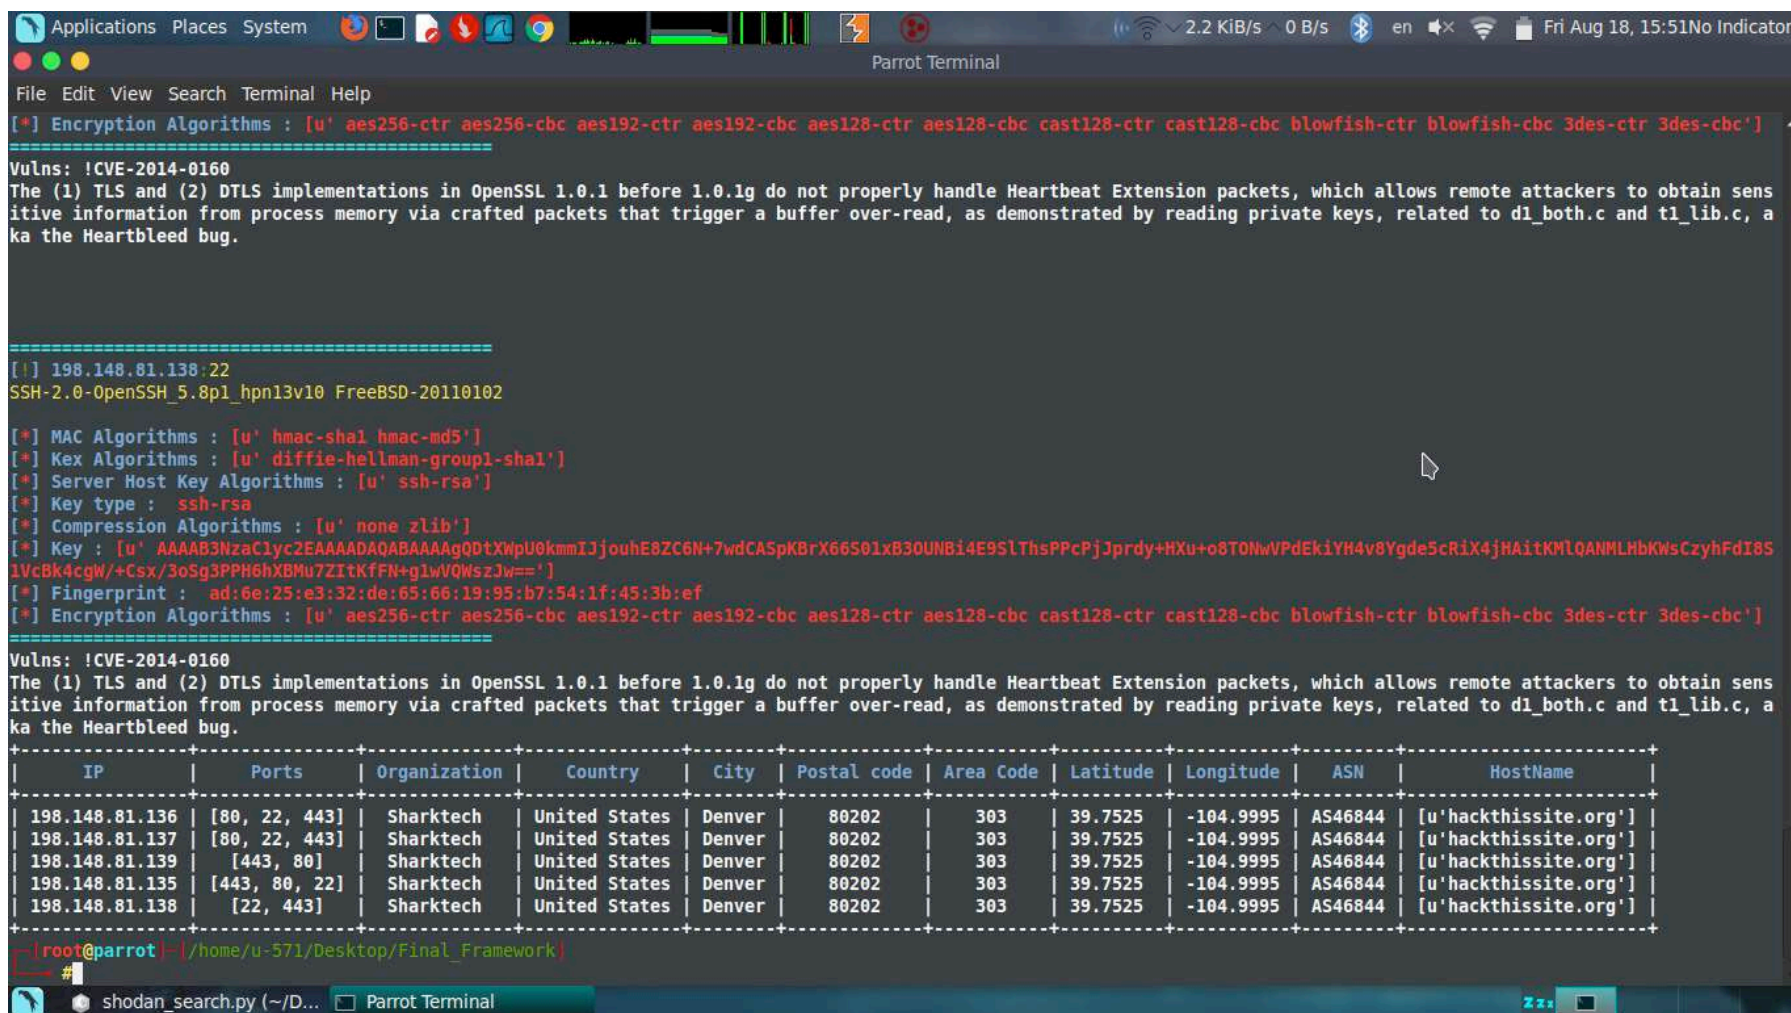 Applications Places System 2.2 KiB/s 0 B/s en Fri Aug 18, 15:51No Indicator
Parrot Terminal
File Edit View Search Terminal Help
[*] Encryption Algorithms : [u' aes256-ctr aes256-cbc aes192-ctr aes192-cbc aes128-ctr aes128-cbc cast128-ctr cast128-cbc blowfish-ctr blowfish-cbc 3des-ctr 3des-cbc']
==============================================
Vulns: !CVE-2014-0160
The (1) TLS and (2) DTLS implementations in OpenSSL 1.0.1 before 1.0.1g do not properly handle Heartbeat Extension packets, which allows remote attackers to obtain sens
itive information from process memory via crafted packets that trigger a buffer over-read, as demonstrated by reading private keys, related to d1_both.c and t1_lib.c, a
ka the Heartbleed bug.
==============================================
[!] 198.148.81.138:22
SSH-2.0-OpenSSH_5.8p1_hpn13v10 FreeBSD-20110102
[*] MAC Algorithms : [u' hmac-sha1 hmac-md5']
[*] Kex Algorithms : [u' diffie-hellman-group1-sha1']
[*] Server Host Key Algorithms : [u' ssh-rsa']
[*] Key type : ssh-rsa
[*] Compression Algorithms : [u' none zlib']
[*] Key : [u' AAAAB3NzaC1yc2EAAAADAQABAAAAgQDtXWpU0kmmIJjouhE8ZC6N+7wdCASpKBrX66S01xB3OUNBi4E9SlThsPPcPjJprdy+HXu+o8TONwVPdEkiYH4v8Ygde5cRiX4jHAitKMlQANMLHbKWsCzyhFdI8S
1VcBk4cgW/+Csx/3oSg3PPH6hXBMu7ZItKfFN+g1wVQWszJw==']
[*] Fingerprint : ad:6e:25:e3:32:de:65:66:19:95:b7:54:1f:45:3b:ef
[*] Encryption Algorithms : [u' aes256-ctr aes256-cbc aes192-ctr aes192-cbc aes128-ctr aes128-cbc cast128-ctr cast128-cbc blowfish-ctr blowfish-cbc 3des-ctr 3des-cbc']
==============================================
Vulns: !CVE-2014-0160
The (1) TLS and (2) DTLS implementations in OpenSSL 1.0.1 before 1.0.1g do not properly handle Heartbeat Extension packets, which allows remote attackers to obtain sens
itive information from process memory via crafted packets that trigger a buffer over-read, as demonstrated by reading private keys, related to d1_both.c and t1_lib.c, a
ka the Heartbleed bug.
| IP | Ports | Organization | Country | City | Postal code | Area Code | Latitude | Longitude | ASN | HostName |
| 198.148.81.136 | [80, 22, 443] | Sharktech | United States | Denver | 80202 | 303 | 39.7525 | -104.9995 | AS46844 | [u'hackthissite.org'] |
| 198.148.81.137 | [80, 22, 443] | Sharktech | United States | Denver | 80202 | 303 | 39.7525 | -104.9995 | AS46844 | [u'hackthissite.org'] |
| 198.148.81.139 | [443, 80] | Sharktech | United States | Denver | 80202 | 303 | 39.7525 | -104.9995 | AS46844 | [u'hackthissite.org'] |
| 198.148.81.135 | [443, 80, 22] | Sharktech | United States | Denver | 80202 | 303 | 39.7525 | -104.9995 | AS46844 | [u'hackthissite.org'] |
| 198.148.81.138 | [22, 443] | Sharktech | United States | Denver | 80202 | 303 | 39.7525 | -104.9995 | AS46844 | [u'hackthissite.org'] |
[root@parrot]-[/home/u-571/Desktop/Final_Framework]
#
shodan_search.py (~/D... Parrot Terminal zzz